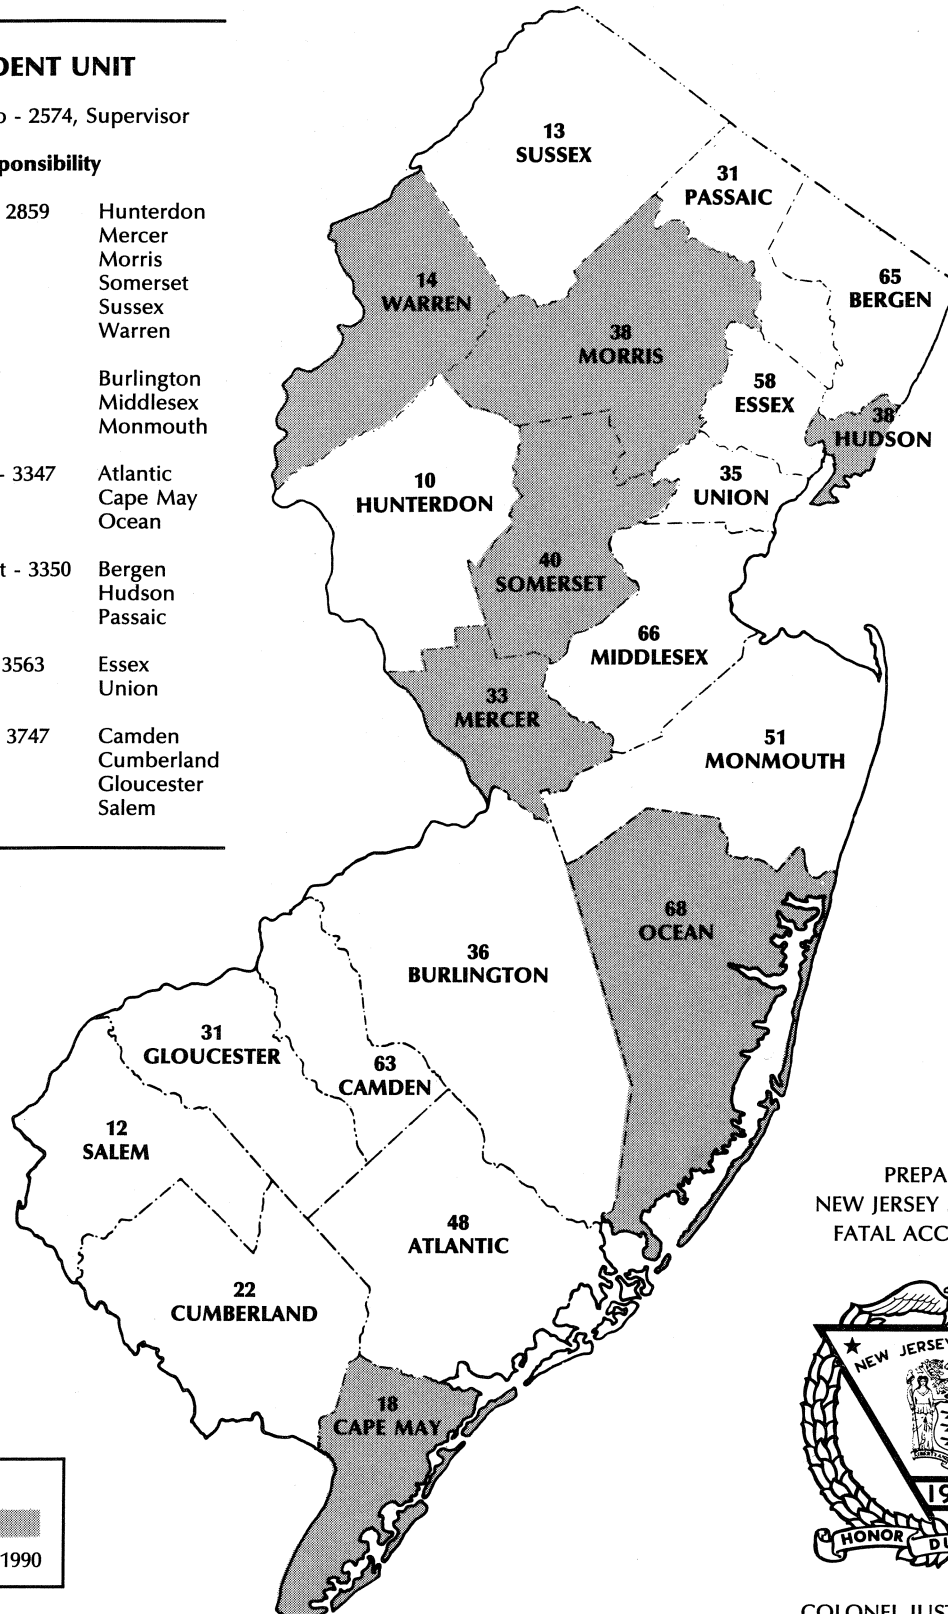 DENT UNIT
o - 2574, Supervisor
ponsibility
2859 Hunterdon
Mercer
Morris
Somerset
Sussex
Warren
Burlington
Middlesex
Monmouth
- 3347 Atlantic
Cape May
Ocean
t - 3350 Bergen
Hudson
Passaic
3563 Essex
Union
3747 Camden
Cumberland
Gloucester
Salem
13
SUSSEX
31
PASSAIC
65
BERGEN
14
WARREN
38
MORRIS
58
ESSEX
38
HUDSON
10
HUNTERDON
35
UNION
40
SOMERSET
66
MIDDLESEX
33
MERCER
51
MONMOUTH
68
OCEAN
36
BURLINGTON
31
GLOUCESTER
63
CAMDEN
12
SALEM
48
ATLANTIC
22
CUMBERLAND
18
CAPE MAY
1990
PREPA
NEW JERSEY
FATAL ACC
NEW JERSEY
19
HONOR DU
COLONEL JUST